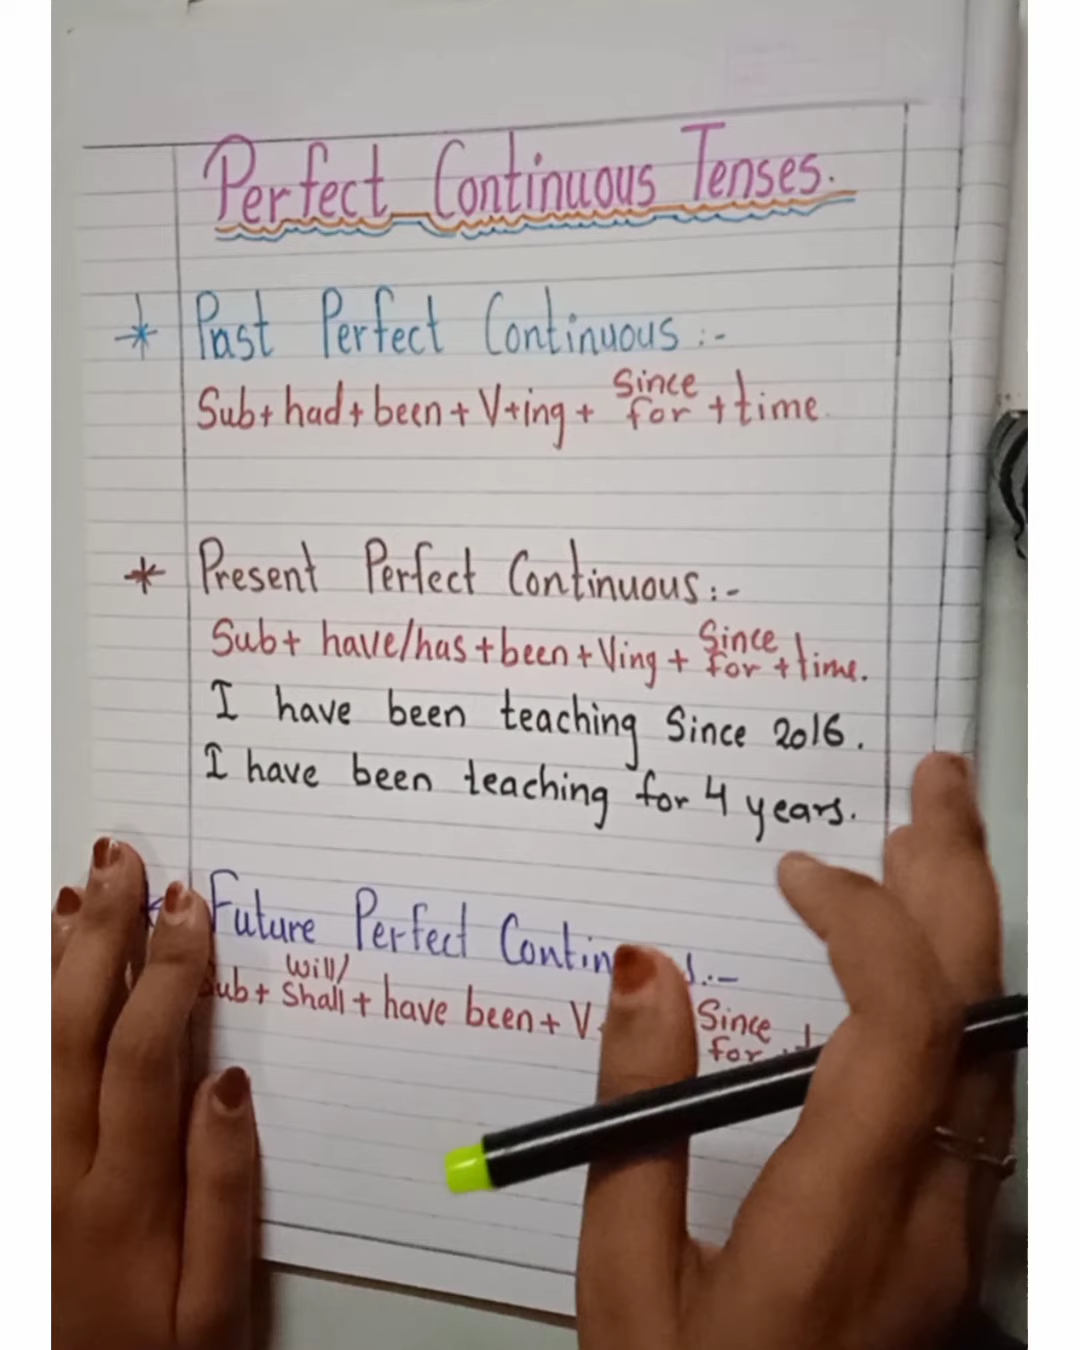 Perfect Continuous Tenses.
* Past Perfect Continuous :-
Sub + had + been + V+ing + Since for + time
* Present Perfect Continuous :-
Sub + have/has + been + Ving + Since for + time.
I have been teaching Since 2016.
I have been teaching for 4 years.
Future Perfect
Sub + will/ Shall + have been + V Since for